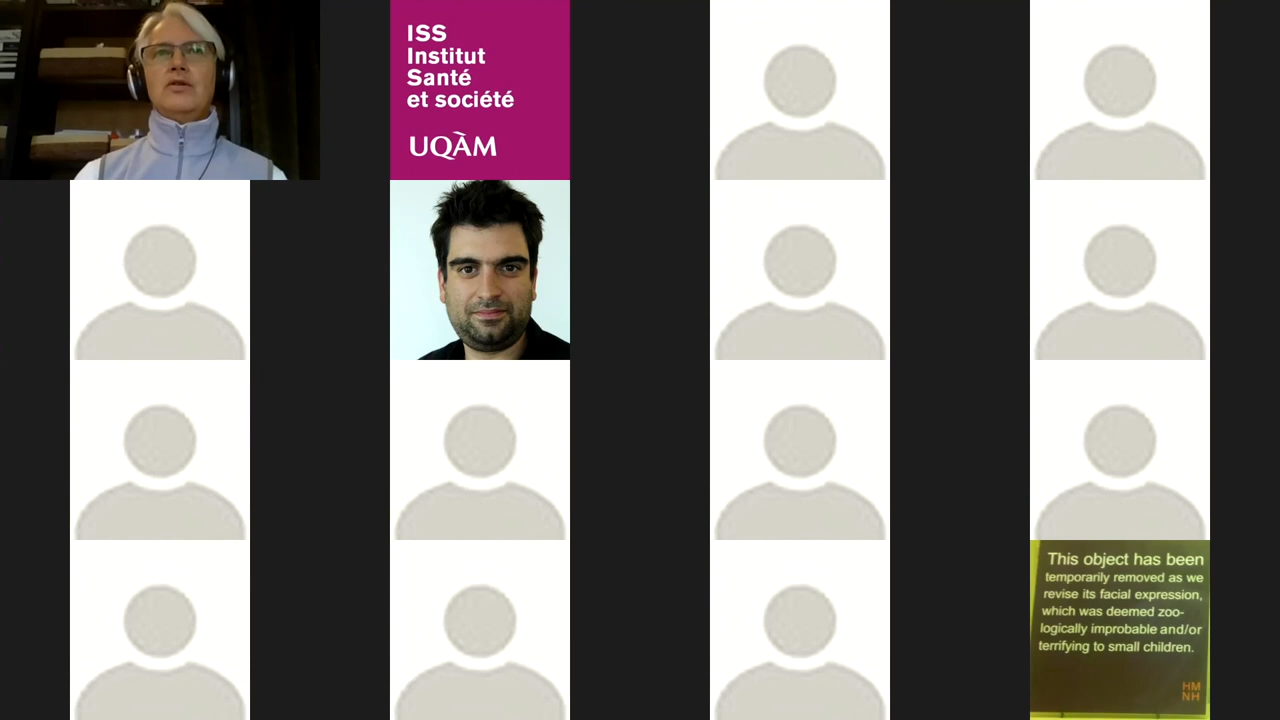 ISS
Institut
Santé
et société
UQÀM
This object has been
temporarily removed as we
revise its facial expression,
which was deemed zoo-
logically improbable and/or
terrifying to small children.
HM
NH